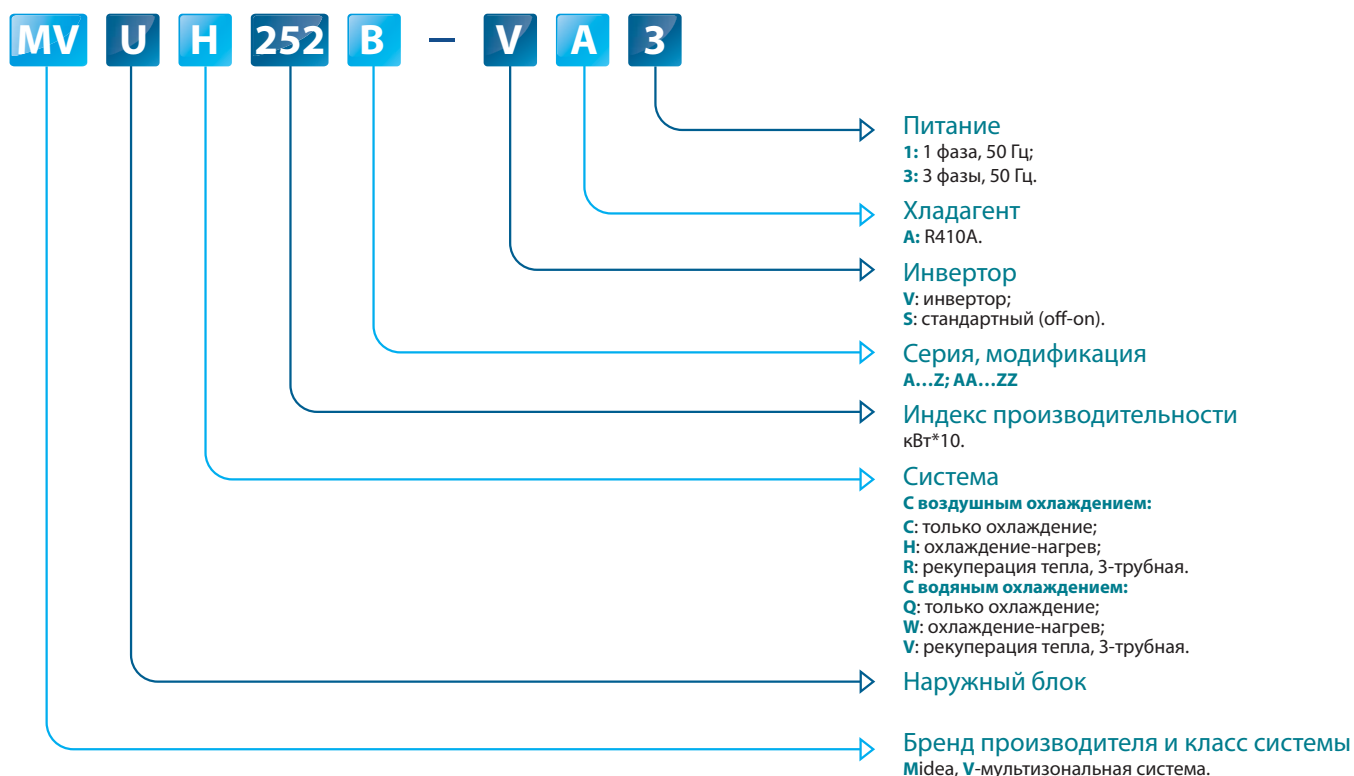 MV U H 252 B – V A 3
Питание
1: 1 фаза, 50 Гц;
3: 3 фазы, 50 Гц.
Хладагент
A: R410A.
Инвертор
V: инвертор;
S: стандартный (off-on).
Серия, модификация
A…Z; AA…ZZ
Индекс производительности
кВт*10.
Система
С воздушным охлаждением:
C: только охлаждение;
H: охлаждение-нагрев;
R: рекуперация тепла, 3-трубная.
С водяным охлаждением:
Q: только охлаждение;
W: охлаждение-нагрев;
V: рекуперация тепла, 3-трубная.
Наружный блок
Бренд производителя и класс системы
Midea, V-мультизональная система.